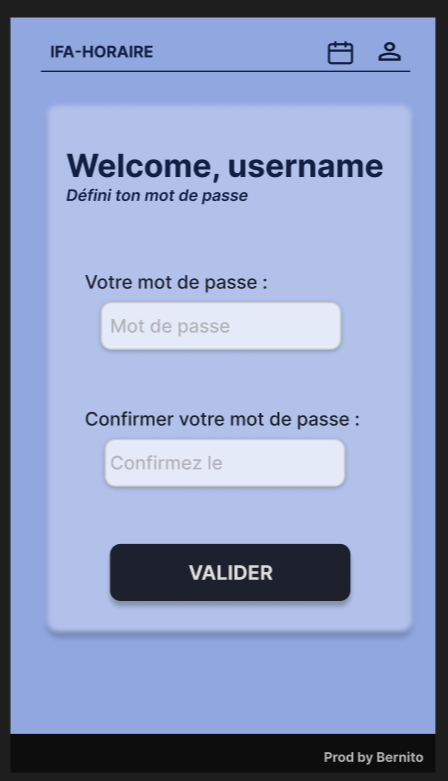 IFA-HORAIRE
Welcome, username
Défini ton mot de passe
Votre mot de passe :
Mot de passe
Confirmer votre mot de passe :
Confirmez le
VALIDER
Prod by Bernito